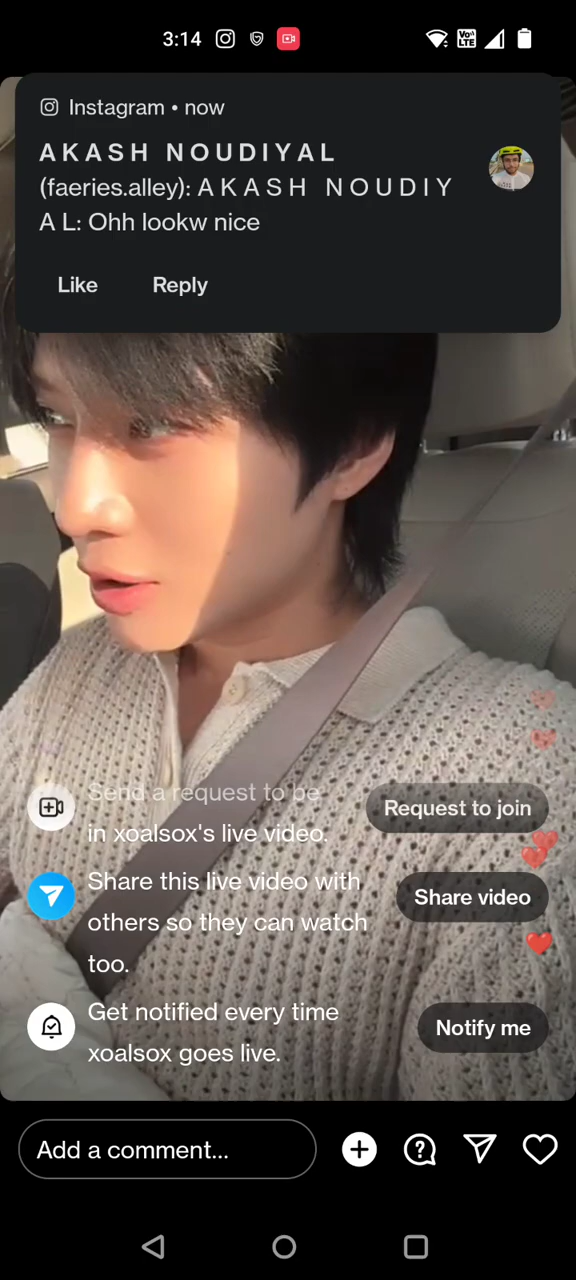 3:14
Vo
LTE
Instagram • now
A K A S H N O U D I Y A L
(faeries.alley): A K A S H N O U D I Y
A L: Ohh lookw nice
Like Reply
Send a request to be
in xoalsox's live video.
Request to join
Share this live video with
others so they can watch
too.
Share video
Get notified every time
xoalsox goes live.
Notify me
Add a comment...